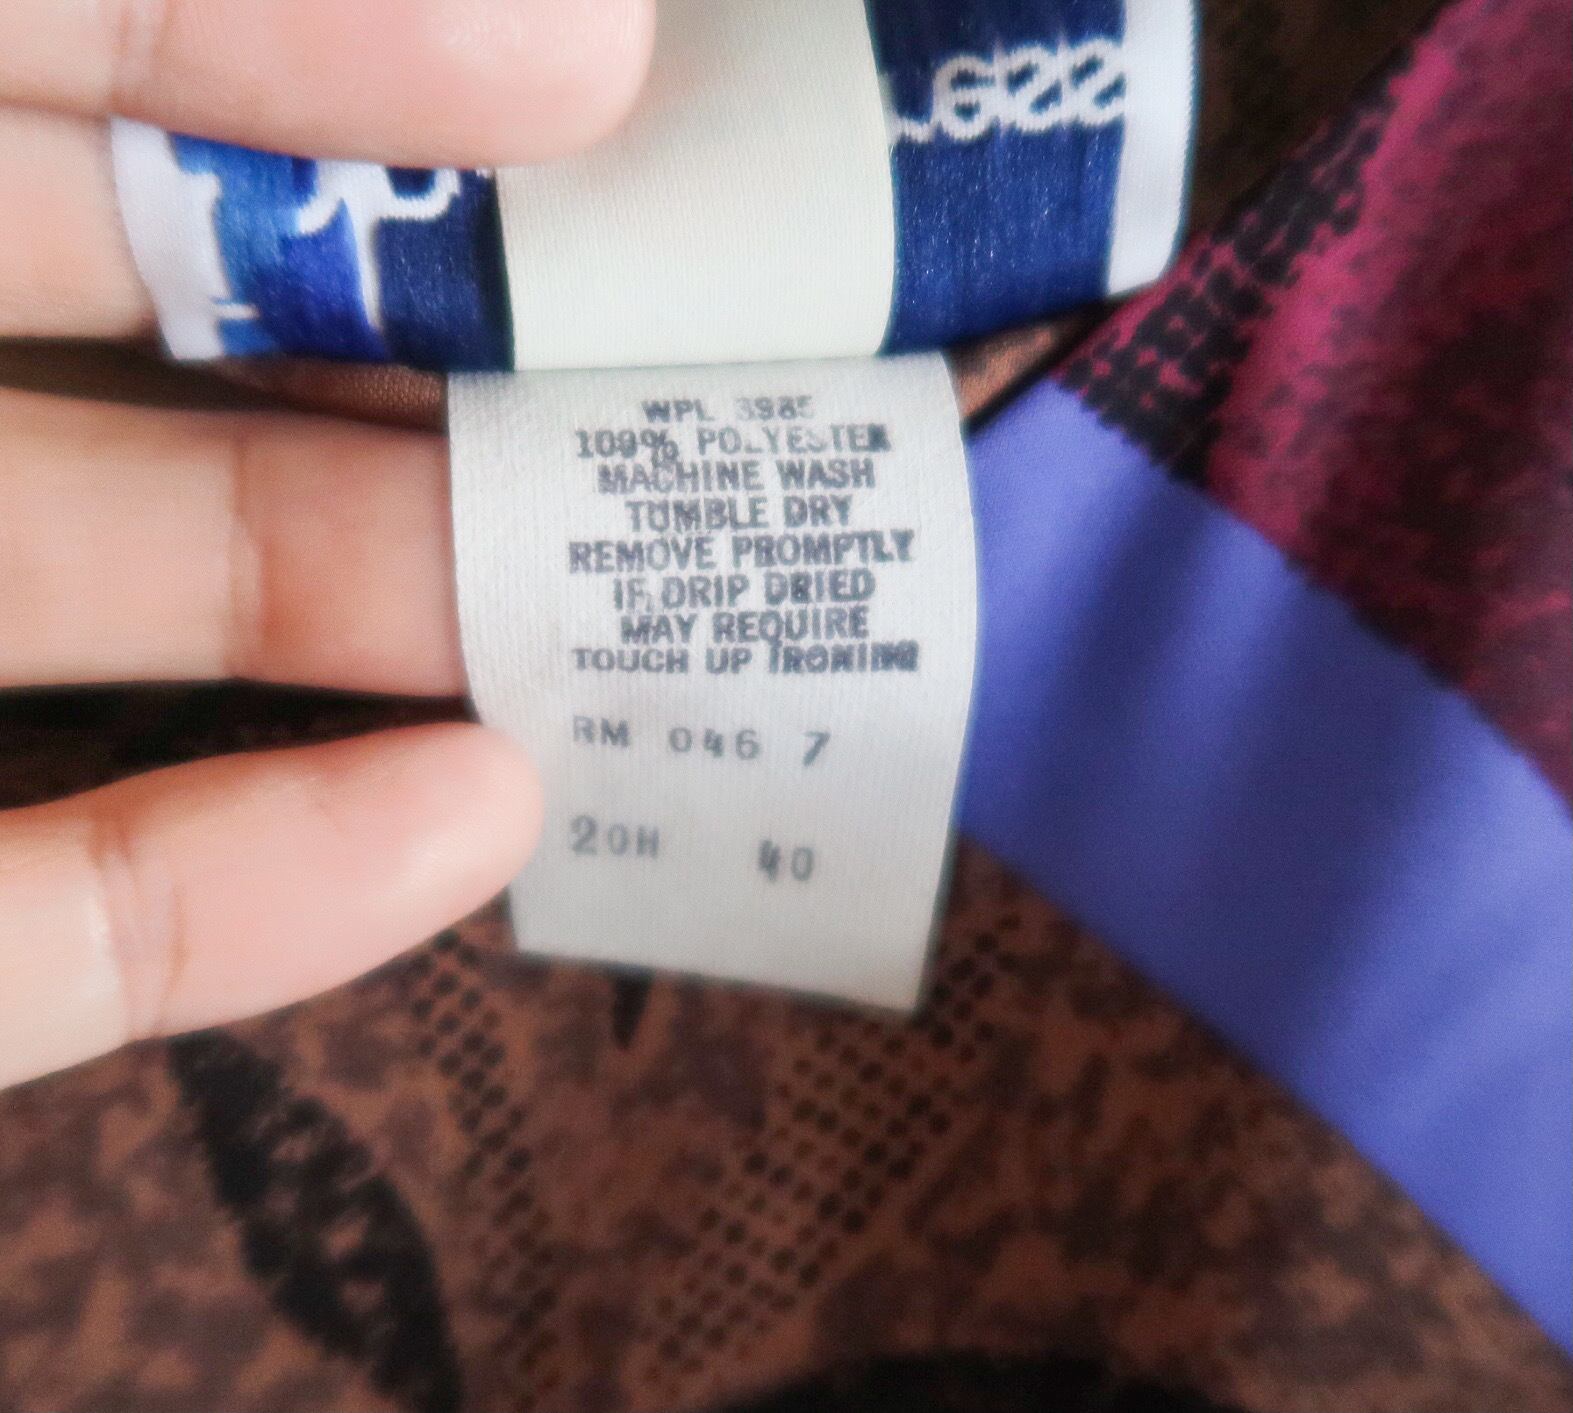 WPL 3985
100% POLYESTER
MACHINE WASH
TUMBLE DRY
REMOVE PROMPTLY
IF DRIP DRIED
MAY REQUIRE
TOUCH UP IRONING
RM 046 7
20H 40